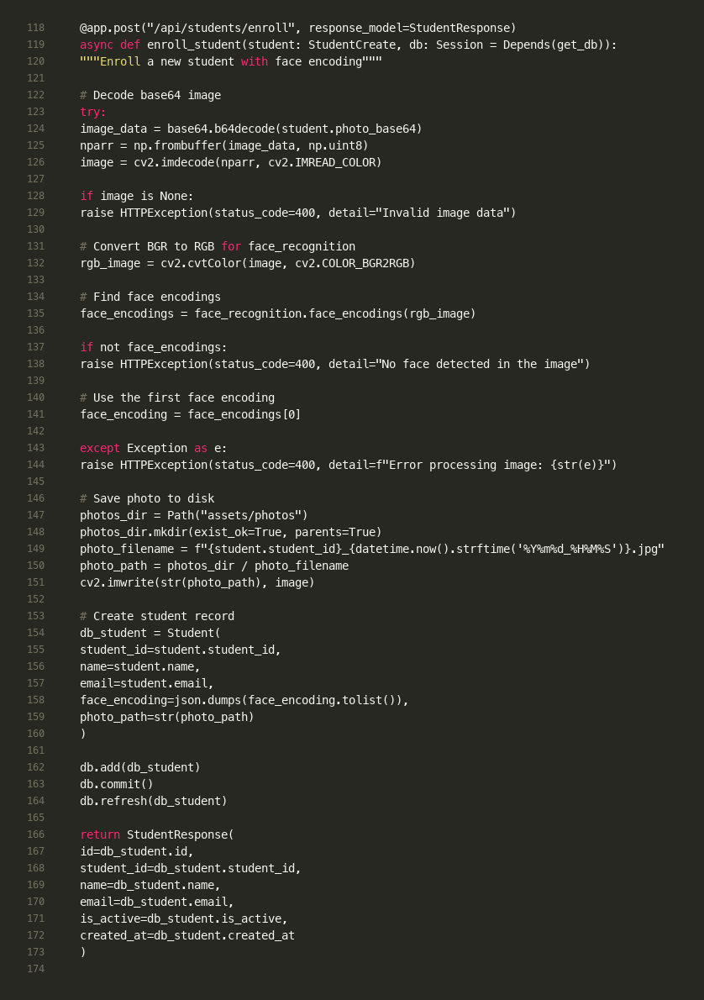 118 @app.post("/api/students/enroll", response_model=StudentResponse)
119 async def enroll_student(student: StudentCreate, db: Session = Depends(get_db)):
120 """Enroll a new student with face encoding"""
121
122 # Decode base64 image
123 try:
124 image_data = base64.b64decode(student.photo_base64)
125 nparr = np.frombuffer(image_data, np.uint8)
126 image = cv2.imdecode(nparr, cv2.IMREAD_COLOR)
127
128 if image is None:
129 raise HTTPException(status_code=400, detail="Invalid image data")
130
131 # Convert BGR to RGB for face_recognition
132 rgb_image = cv2.cvtColor(image, cv2.COLOR_BGR2RGB)
133
134 # Find face encodings
135 face_encodings = face_recognition.face_encodings(rgb_image)
136
137 if not face_encodings:
138 raise HTTPException(status_code=400, detail="No face detected in the image")
139
140 # Use the first face encoding
141 face_encoding = face_encodings[0]
142
143 except Exception as e:
144 raise HTTPException(status_code=400, detail=f"Error processing image: {str(e)}")
145
146 # Save photo to disk
147 photos_dir = Path("assets/photos")
148 photos_dir.mkdir(exist_ok=True, parents=True)
149 photo_filename = f"{student.student_id}_{datetime.now().strftime('%Y%m%d_%H%M%S')}.jpg"
150 photo_path = photos_dir / photo_filename
151 cv2.imwrite(str(photo_path), image)
152
153 # Create student record
154 db_student = Student(
155 student_id=student.student_id,
156 name=student.name,
157 email=student.email,
158 face_encoding=json.dumps(face_encoding.tolist()),
159 photo_path=str(photo_path)
160 )
161
162 db.add(db_student)
163 db.commit()
164 db.refresh(db_student)
165
166 return StudentResponse(
167 id=db_student.id,
168 student_id=db_student.student_id,
169 name=db_student.name,
170 email=db_student.email,
171 is_active=db_student.is_active,
172 created_at=db_student.created_at
173 )
174